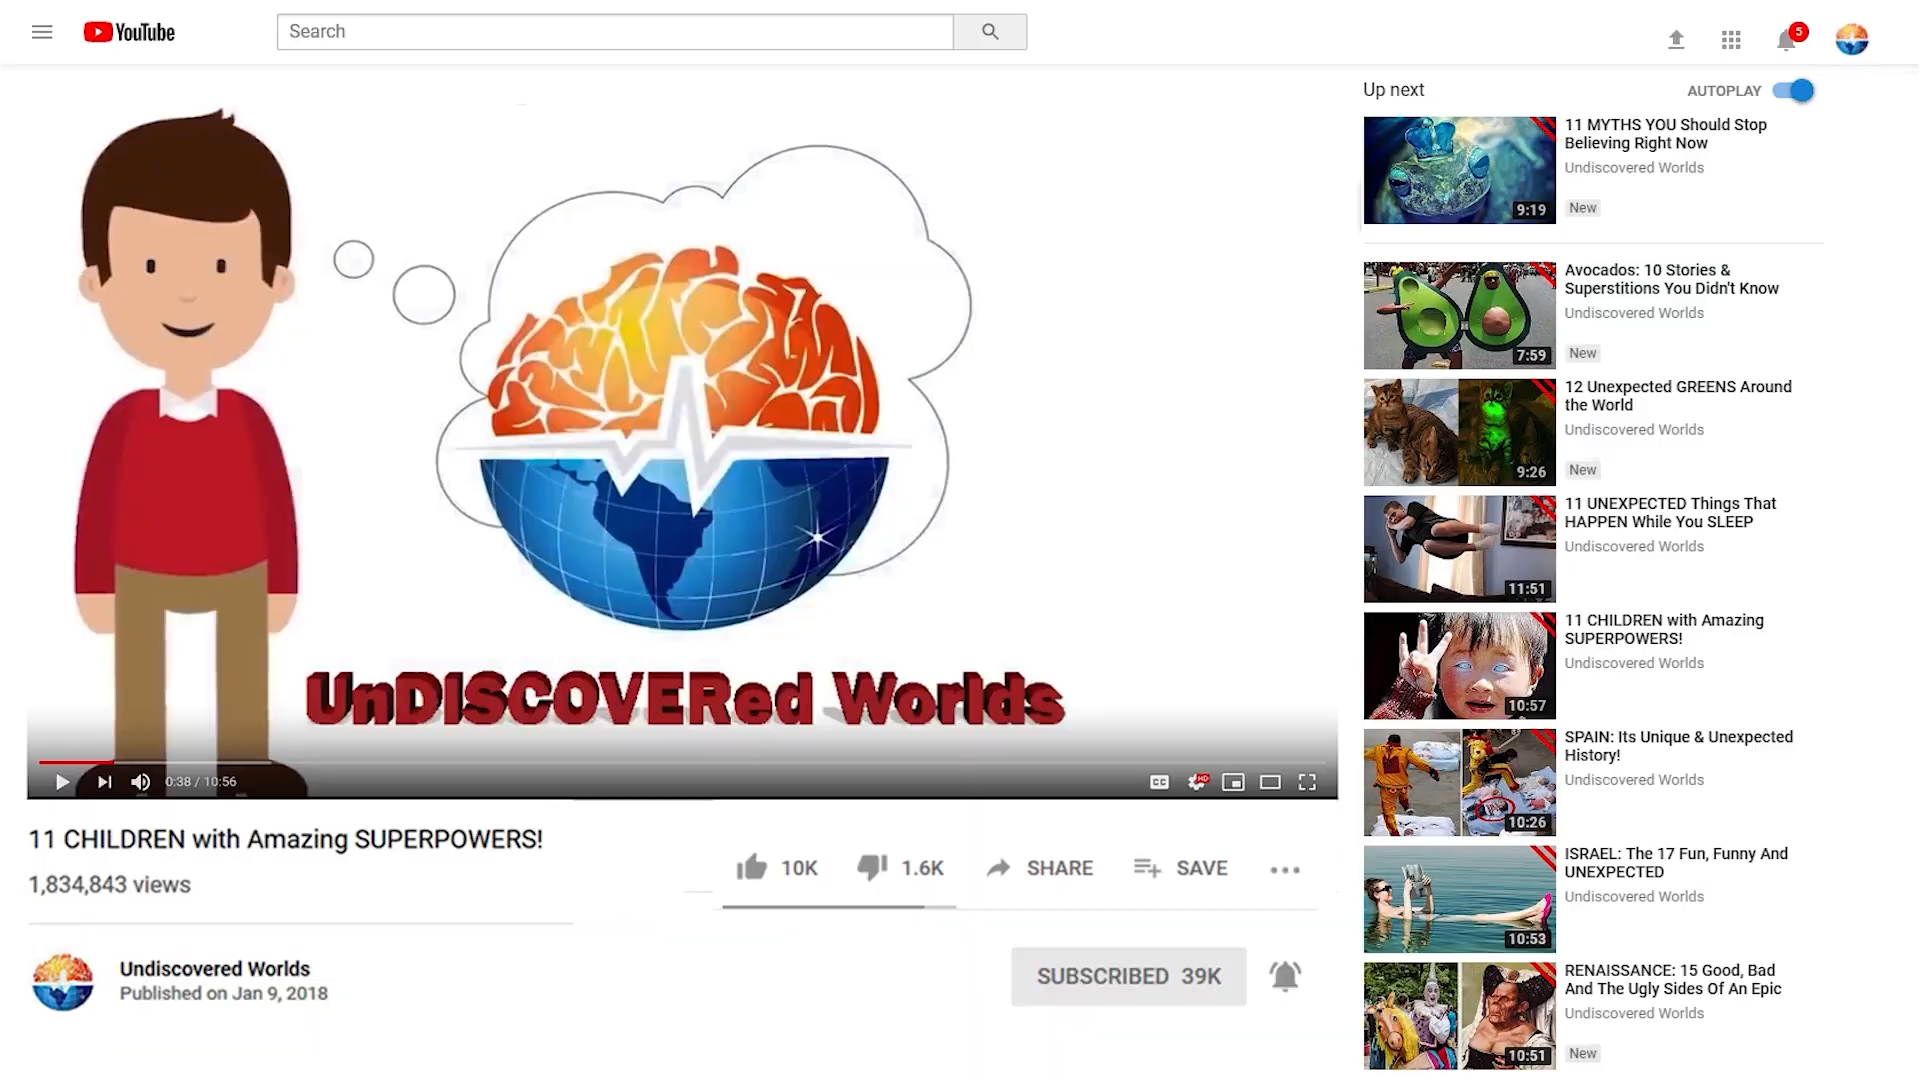 YouTube
Search
5
UnDISCOVERed Worlds
0:38 / 10:56
CC
HD
11 CHILDREN with Amazing SUPERPOWERS!
1,834,843 views
10K
1.6K
SHARE
SAVE
Undiscovered Worlds
Published on Jan 9, 2018
SUBSCRIBED 39K
Up next
AUTOPLAY
9:19
11 MYTHS YOU Should Stop
Believing Right Now
Undiscovered Worlds
New
7:59
Avocados: 10 Stories &
Superstitions You Didn't Know
Undiscovered Worlds
New
9:26
12 Unexpected GREENS Around
the World
Undiscovered Worlds
New
11:51
11 UNEXPECTED Things That
HAPPEN While You SLEEP
Undiscovered Worlds
10:57
11 CHILDREN with Amazing
SUPERPOWERS!
Undiscovered Worlds
10:26
SPAIN: Its Unique & Unexpected
History!
Undiscovered Worlds
10:53
ISRAEL: The 17 Fun, Funny And
UNEXPECTED
Undiscovered Worlds
10:51
RENAISSANCE: 15 Good, Bad
And The Ugly Sides Of An Epic
Undiscovered Worlds
New